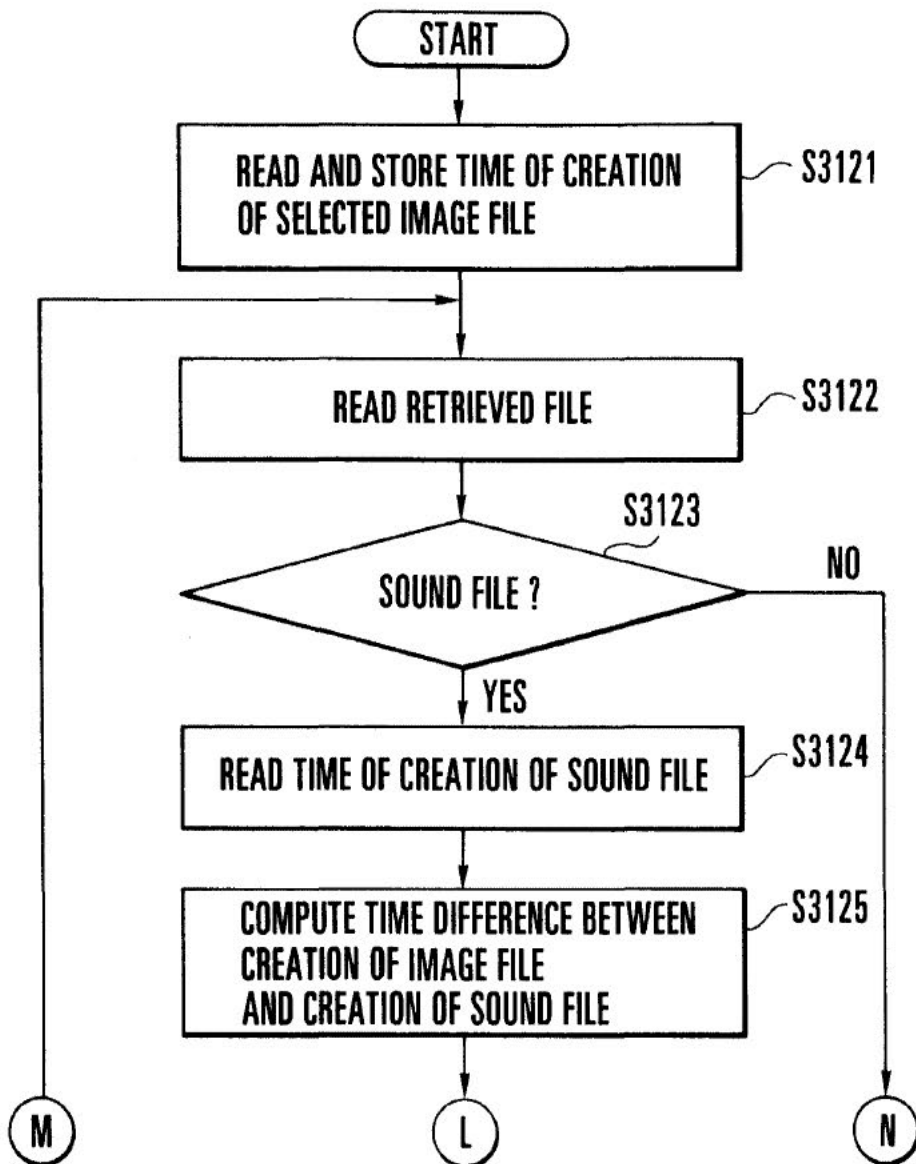 START
READ AND STORE TIME OF CREATION
OF SELECTED IMAGE FILE
S3121
READ RETRIEVED FILE
S3122
S3123
SOUND FILE ?
NO
YES
READ TIME OF CREATION OF SOUND FILE
S3124
COMPUTE TIME DIFFERENCE BETWEEN
CREATION OF IMAGE FILE
AND CREATION OF SOUND FILE
S3125
M
L
N